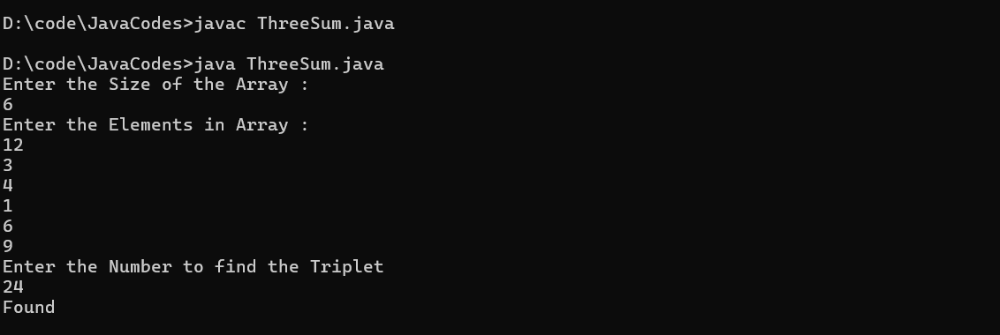 D:\code\JavaCodes>javac ThreeSum.java
D:\code\JavaCodes>java ThreeSum.java
Enter the Size of the Array :
6
Enter the Elements in Array :
12
3
4
1
6
9
Enter the Number to find the Triplet
24
Found